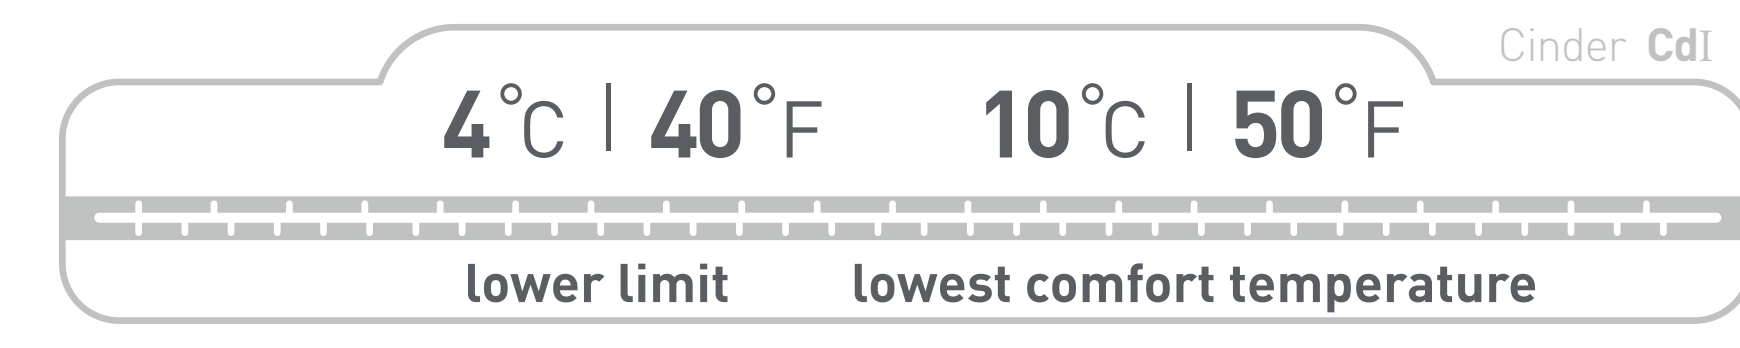 Cinder CdI
4°C | 40°F 10°C | 50°F
lower limit lowest comfort temperature